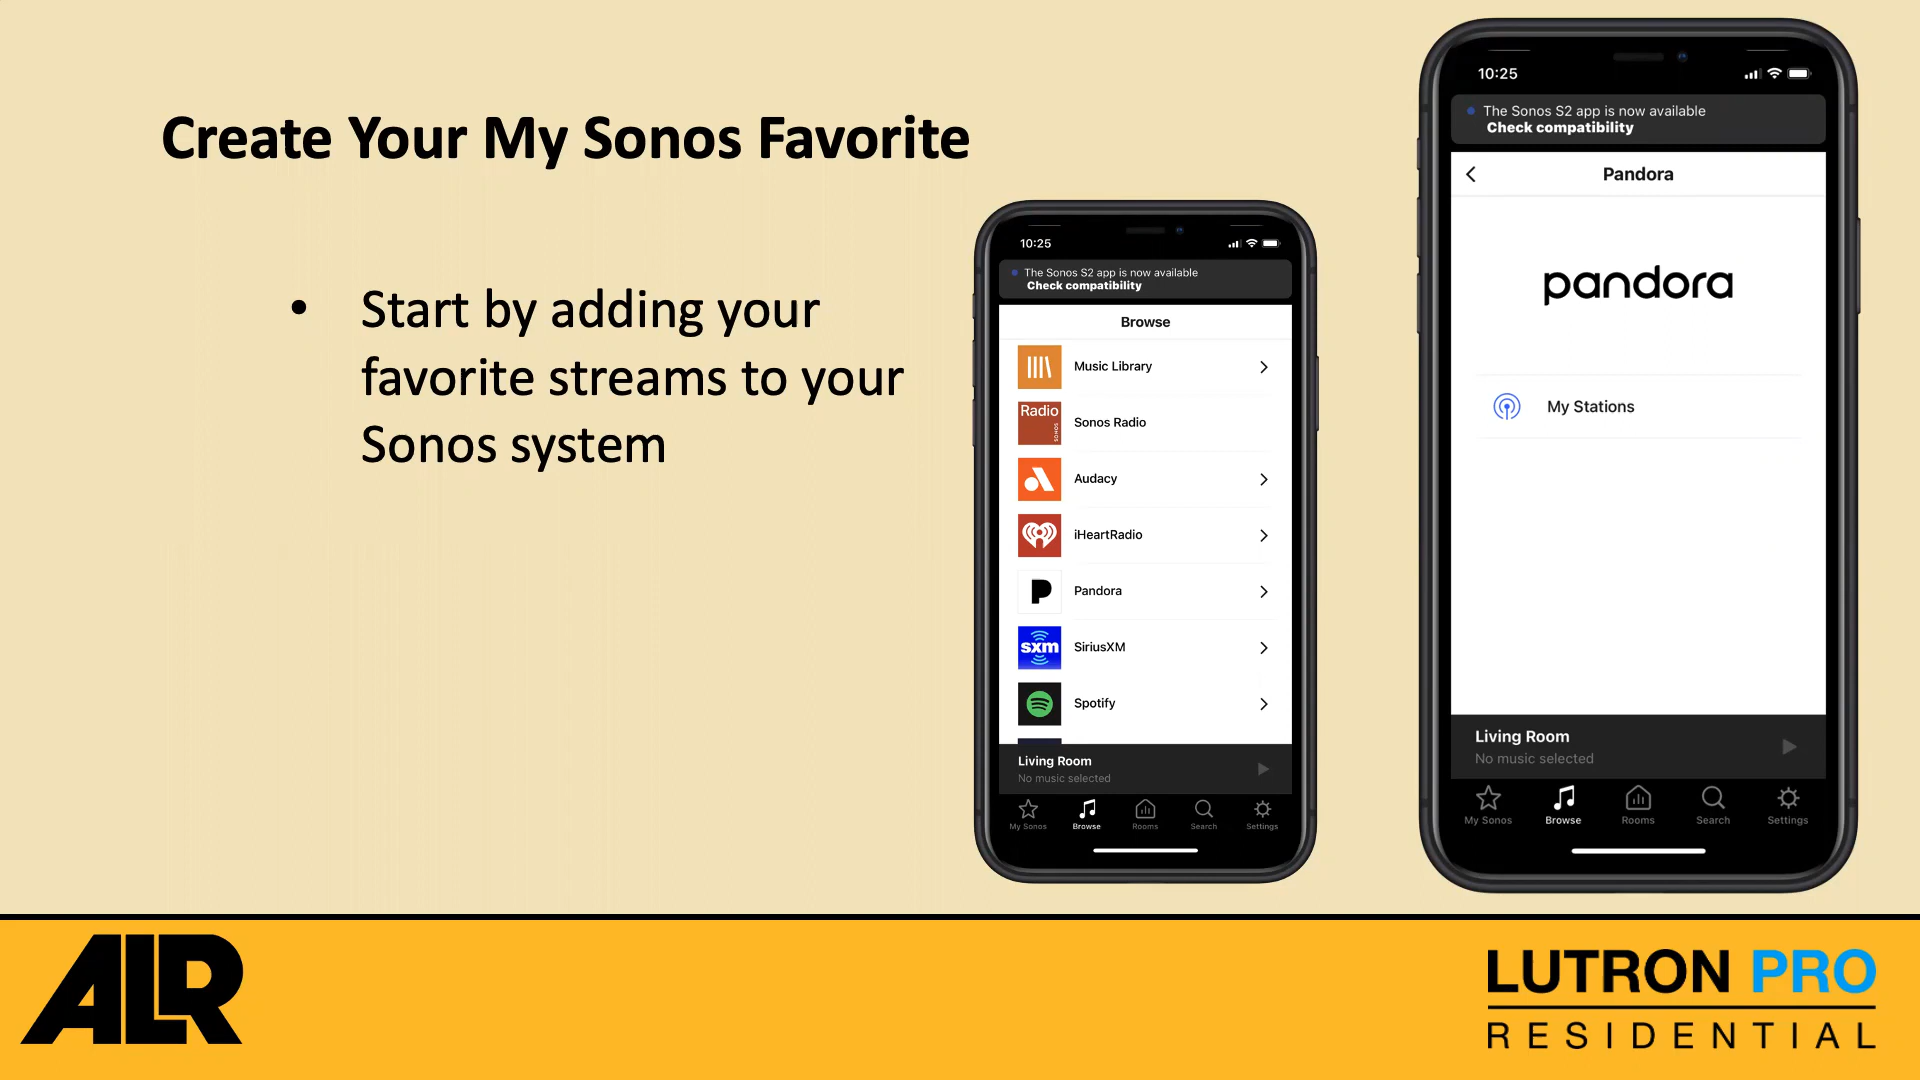 Create Your My Sonos Favorite
• Start by adding your
favorite streams to your
Sonos system
10:25
The Sonos S2 app is now available
Check compatibility
Browse
Music Library
Radio
SONOS
Sonos Radio
Audacy
iHeartRadio
Pandora
sxm
SiriusXM
Spotify
Living Room
No music selected
My Sonos
Browse
Rooms
Search
Settings
10:25
The Sonos S2 app is now available
Check compatibility
Pandora
pandora
My Stations
Living Room
No music selected
My Sonos
Browse
Rooms
Search
Settings
ALR
LUTRON PRO
RESIDENTIAL